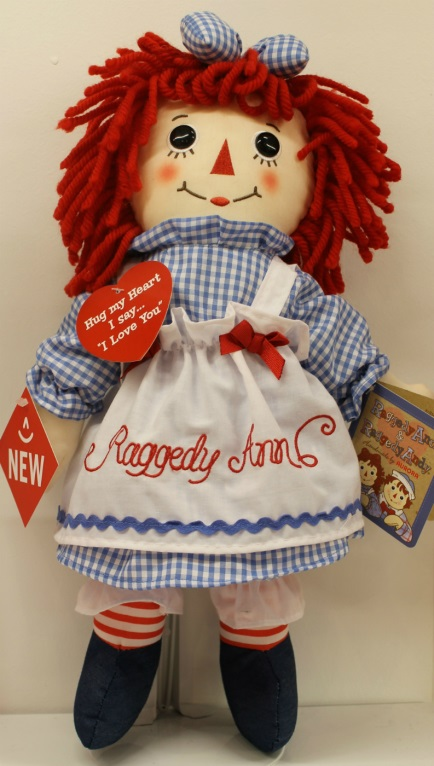 Hug my Heart
I say...
"I Love You"
Raggedy Ann
NEW
Raggedy Ann
&
Raggedy Andy